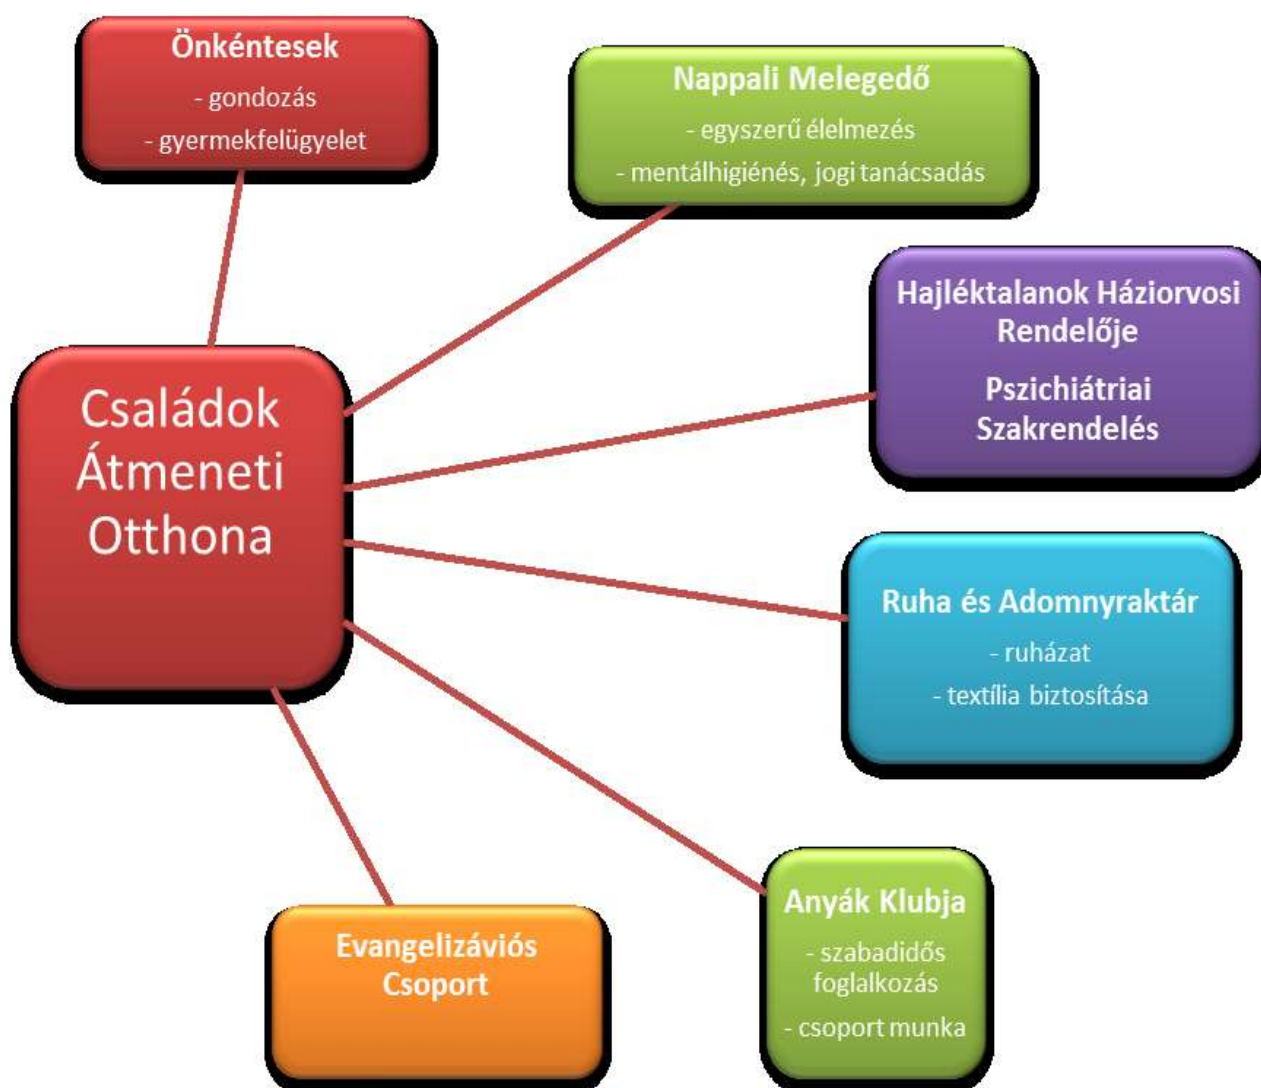 Önkéntesek
- gondozás
- gyermekfelügyelet
Nappali Melegedő
- egyszerű élelmezés
- mentálhigiénés, jogi tanácsadás
Hajléktalanok Háziorvosi
Rendelője
Pszichiátriai
Szakrendelés
Családok
Átmeneti
Otthona
Ruha és Adomnyraktár
- ruházat
- textília biztosítása
Anyák Klubja
- szabadidős
foglalkozás
- csoport munka
Evangelizáviós
Csoport